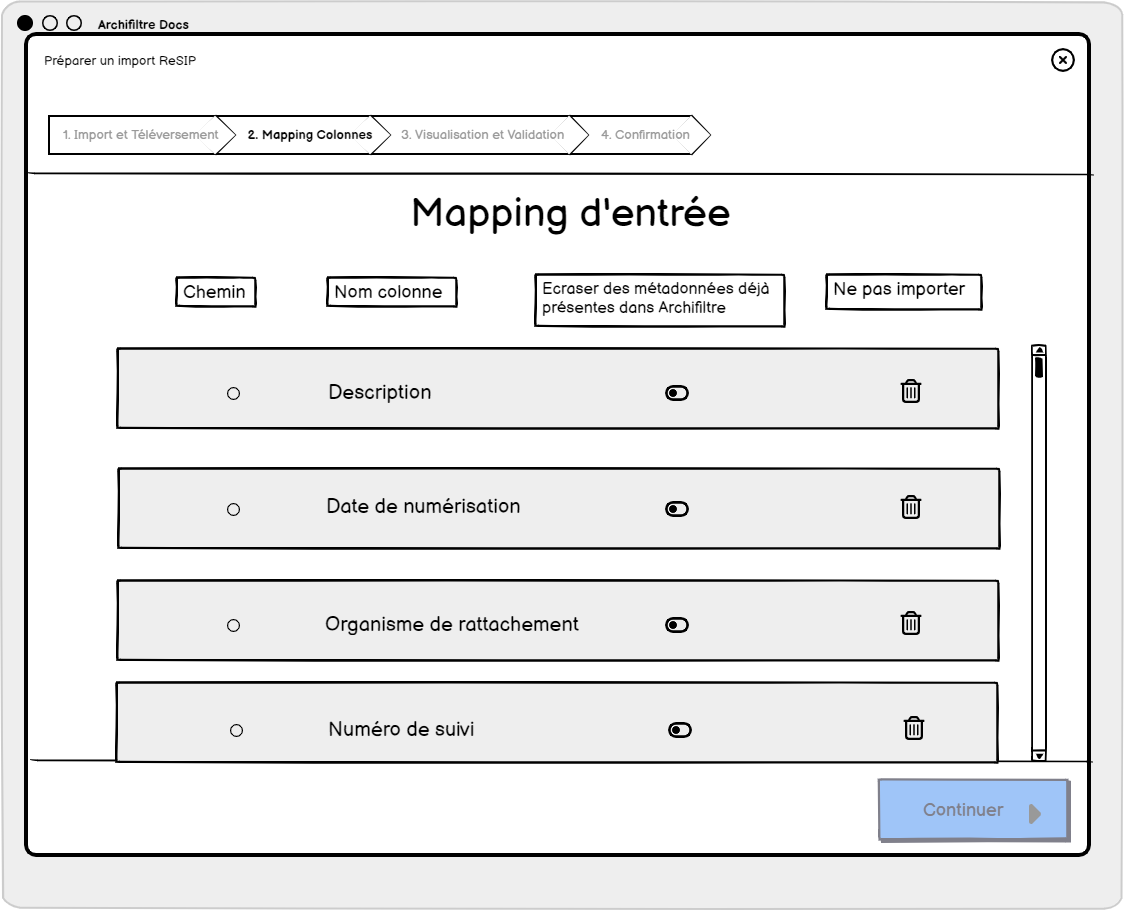 Archifiltre Docs
Préparer un import ReSIP
1. Import et Téléversement
2. Mapping Colonnes
3. Visualisation et Validation
4. Confirmation
Mapping d'entrée
Chemin
Nom colonne
Ecraser des métadonnées déjà
présentes dans Archifiltre
Ne pas importer
Description
Date de numérisation
Organisme de rattachement
Numéro de suivi
Continuer